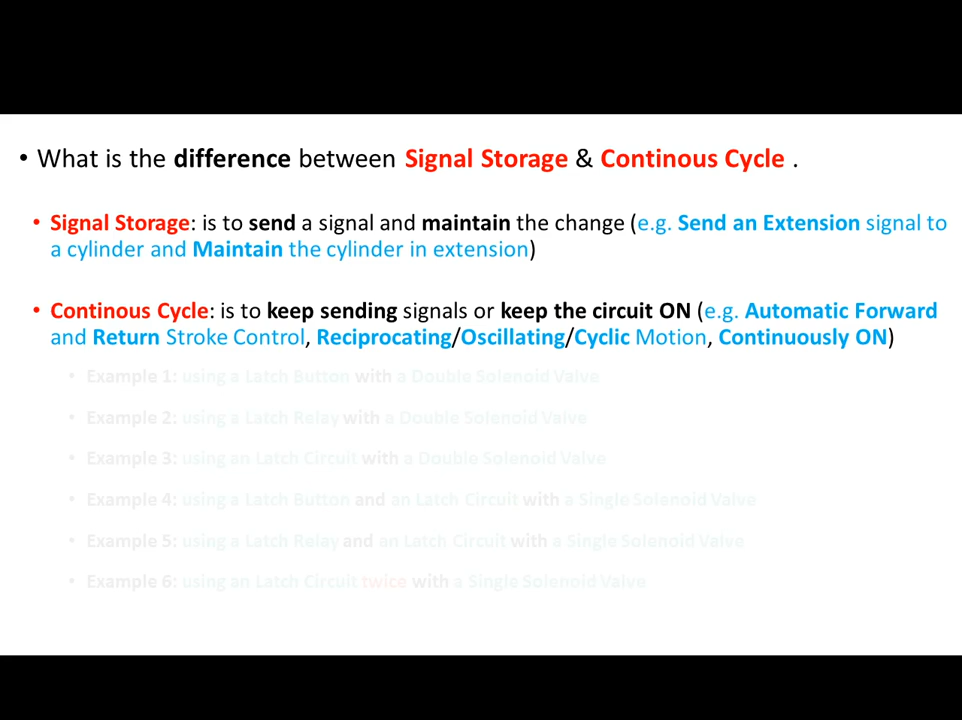 • What is the difference between Signal Storage & Continous Cycle .
• Signal Storage: is to send a signal and maintain the change (e.g. Send an Extension signal to
a cylinder and Maintain the cylinder in extension)
• Continous Cycle: is to keep sending signals or keep the circuit ON (e.g. Automatic Forward
and Return Stroke Control, Reciprocating/Oscillating/Cyclic Motion, Continuously ON)
• Example 1: using a Latch Button with a Double Solenoid Valve
• Example 2: using a Latch Relay with a Double Solenoid Valve
• Example 3: using an Latch Circuit with a Double Solenoid Valve
• Example 4: using a Latch Button and an Latch Circuit with a Single Solenoid Valve
• Example 5: using a Latch Relay and an Latch Circuit with a Single Solenoid Valve
• Example 6: using an Latch Circuit twice with a Single Solenoid Valve